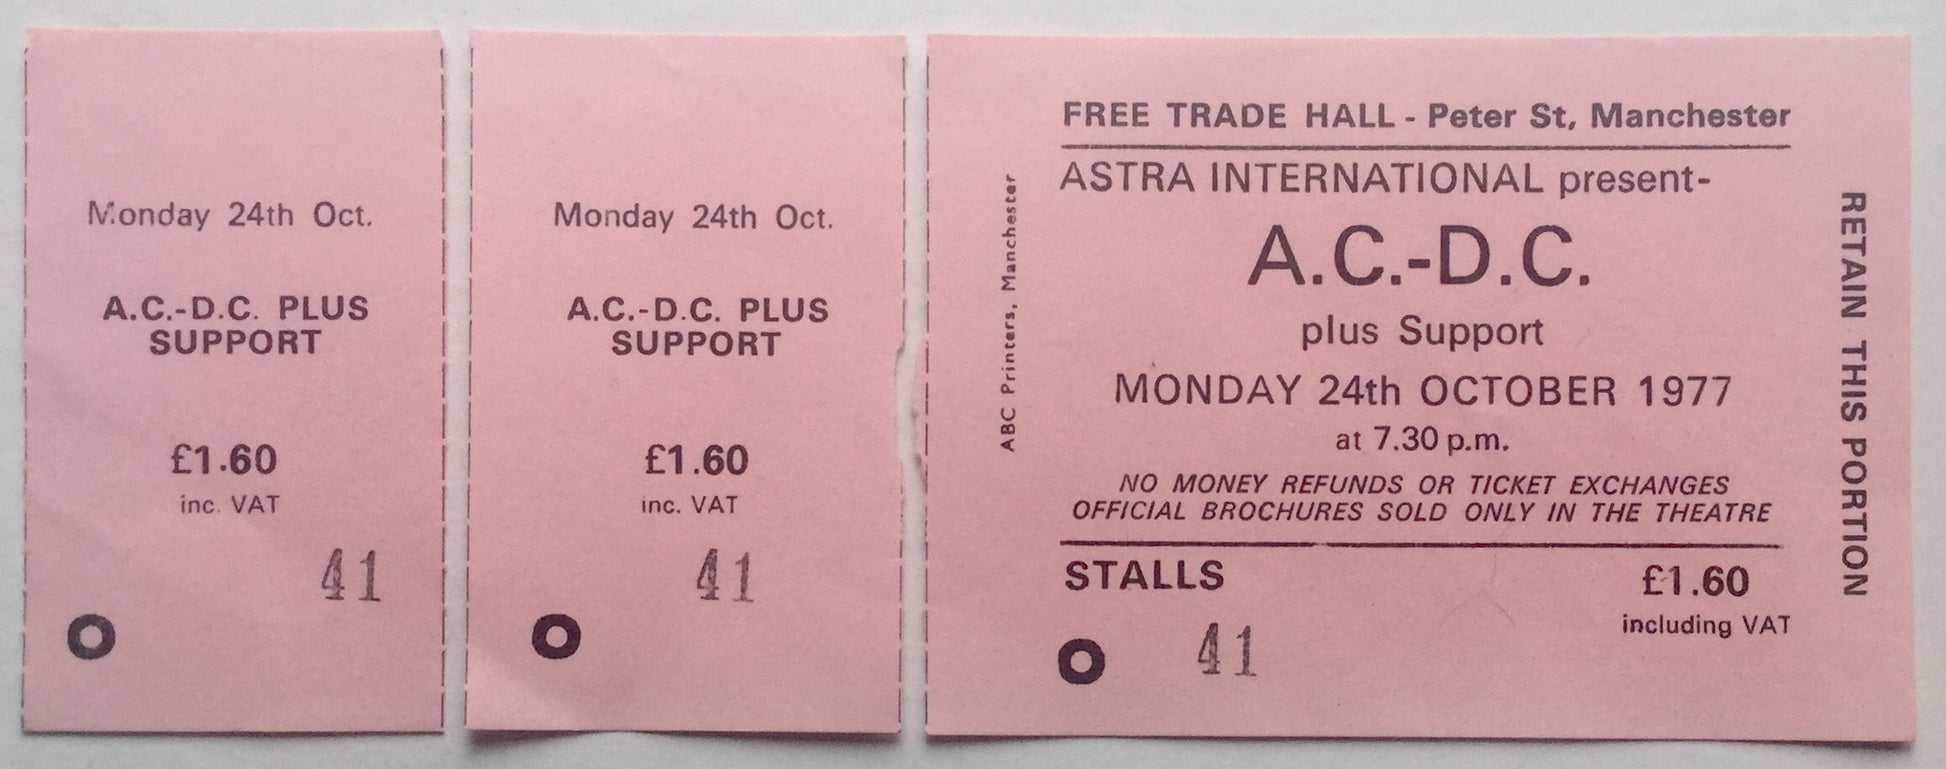 Monday 24th Oct.
A.C.-D.C. PLUS
SUPPORT
£1.60
inc. VAT
41
O
Monday 24th Oct.
A.C.-D.C. PLUS
SUPPORT
£1.60
inc. VAT
41
O
ABC Printers, Manchester
FREE TRADE HALL - Peter St, Manchester
ASTRA INTERNATIONAL present-
A.C.-D.C.
plus Support
MONDAY 24th OCTOBER 1977
at 7.30 p.m.
NO MONEY REFUNDS OR TICKET EXCHANGES
OFFICIAL BROCHURES SOLD ONLY IN THE THEATRE
STALLS
£1.60
including VAT
O 41
RETAIN THIS PORTION